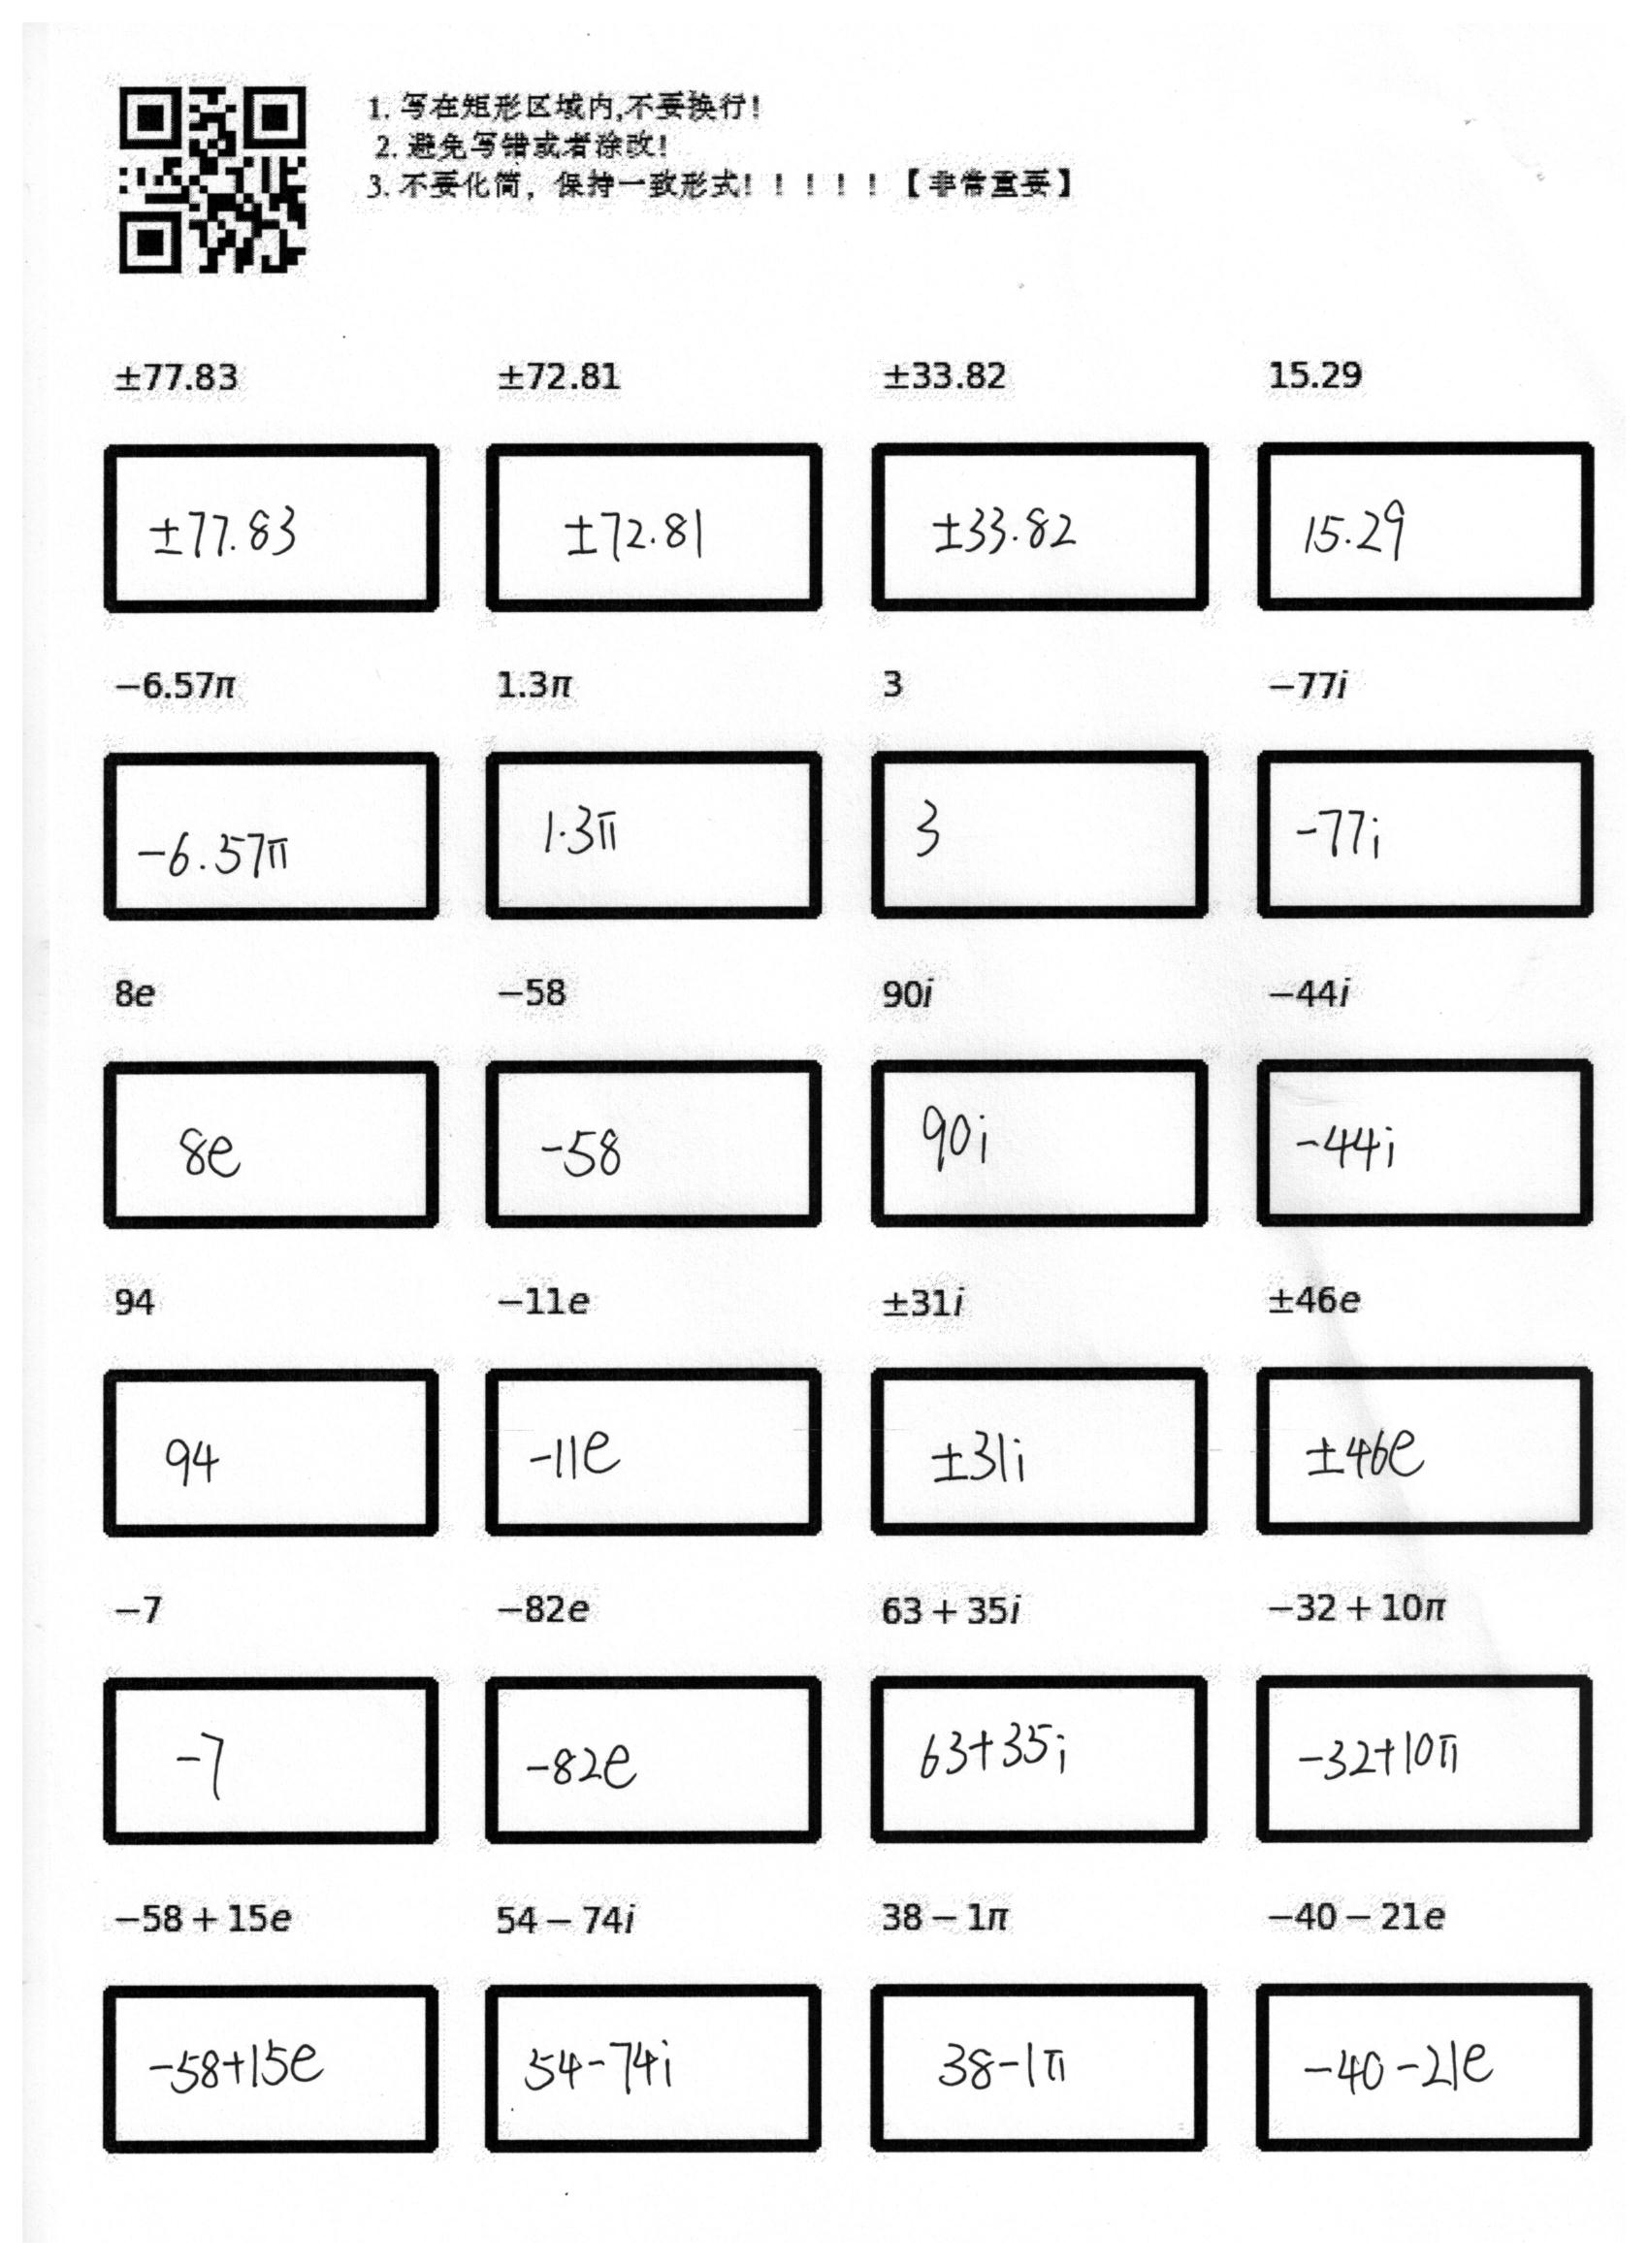 1. 写在矩形区域内,不要换行!
2. 避免写错或者涂改!
3. 不要化简，保持一致形式！！！！！【非常重要】
±77.83 ±72.81 ±33.82 15.29
±77.83 ±72.81 ±33.82 15.29
−6.57π 1.3π 3 −77i
-6.57π 1.3π 3 -77i
8e −58 90i −44i
8e -58 90i -44i
94 −11e ±31i ±46e
94 -11e ±31i ±46e
−7 −82e 63 + 35i −32 + 10π
-7 -82e 63+35i -32+10π
−58 + 15e 54 − 74i 38 − 1π −40 − 21e
-58+15e 54-74i 38-1π -40-21e